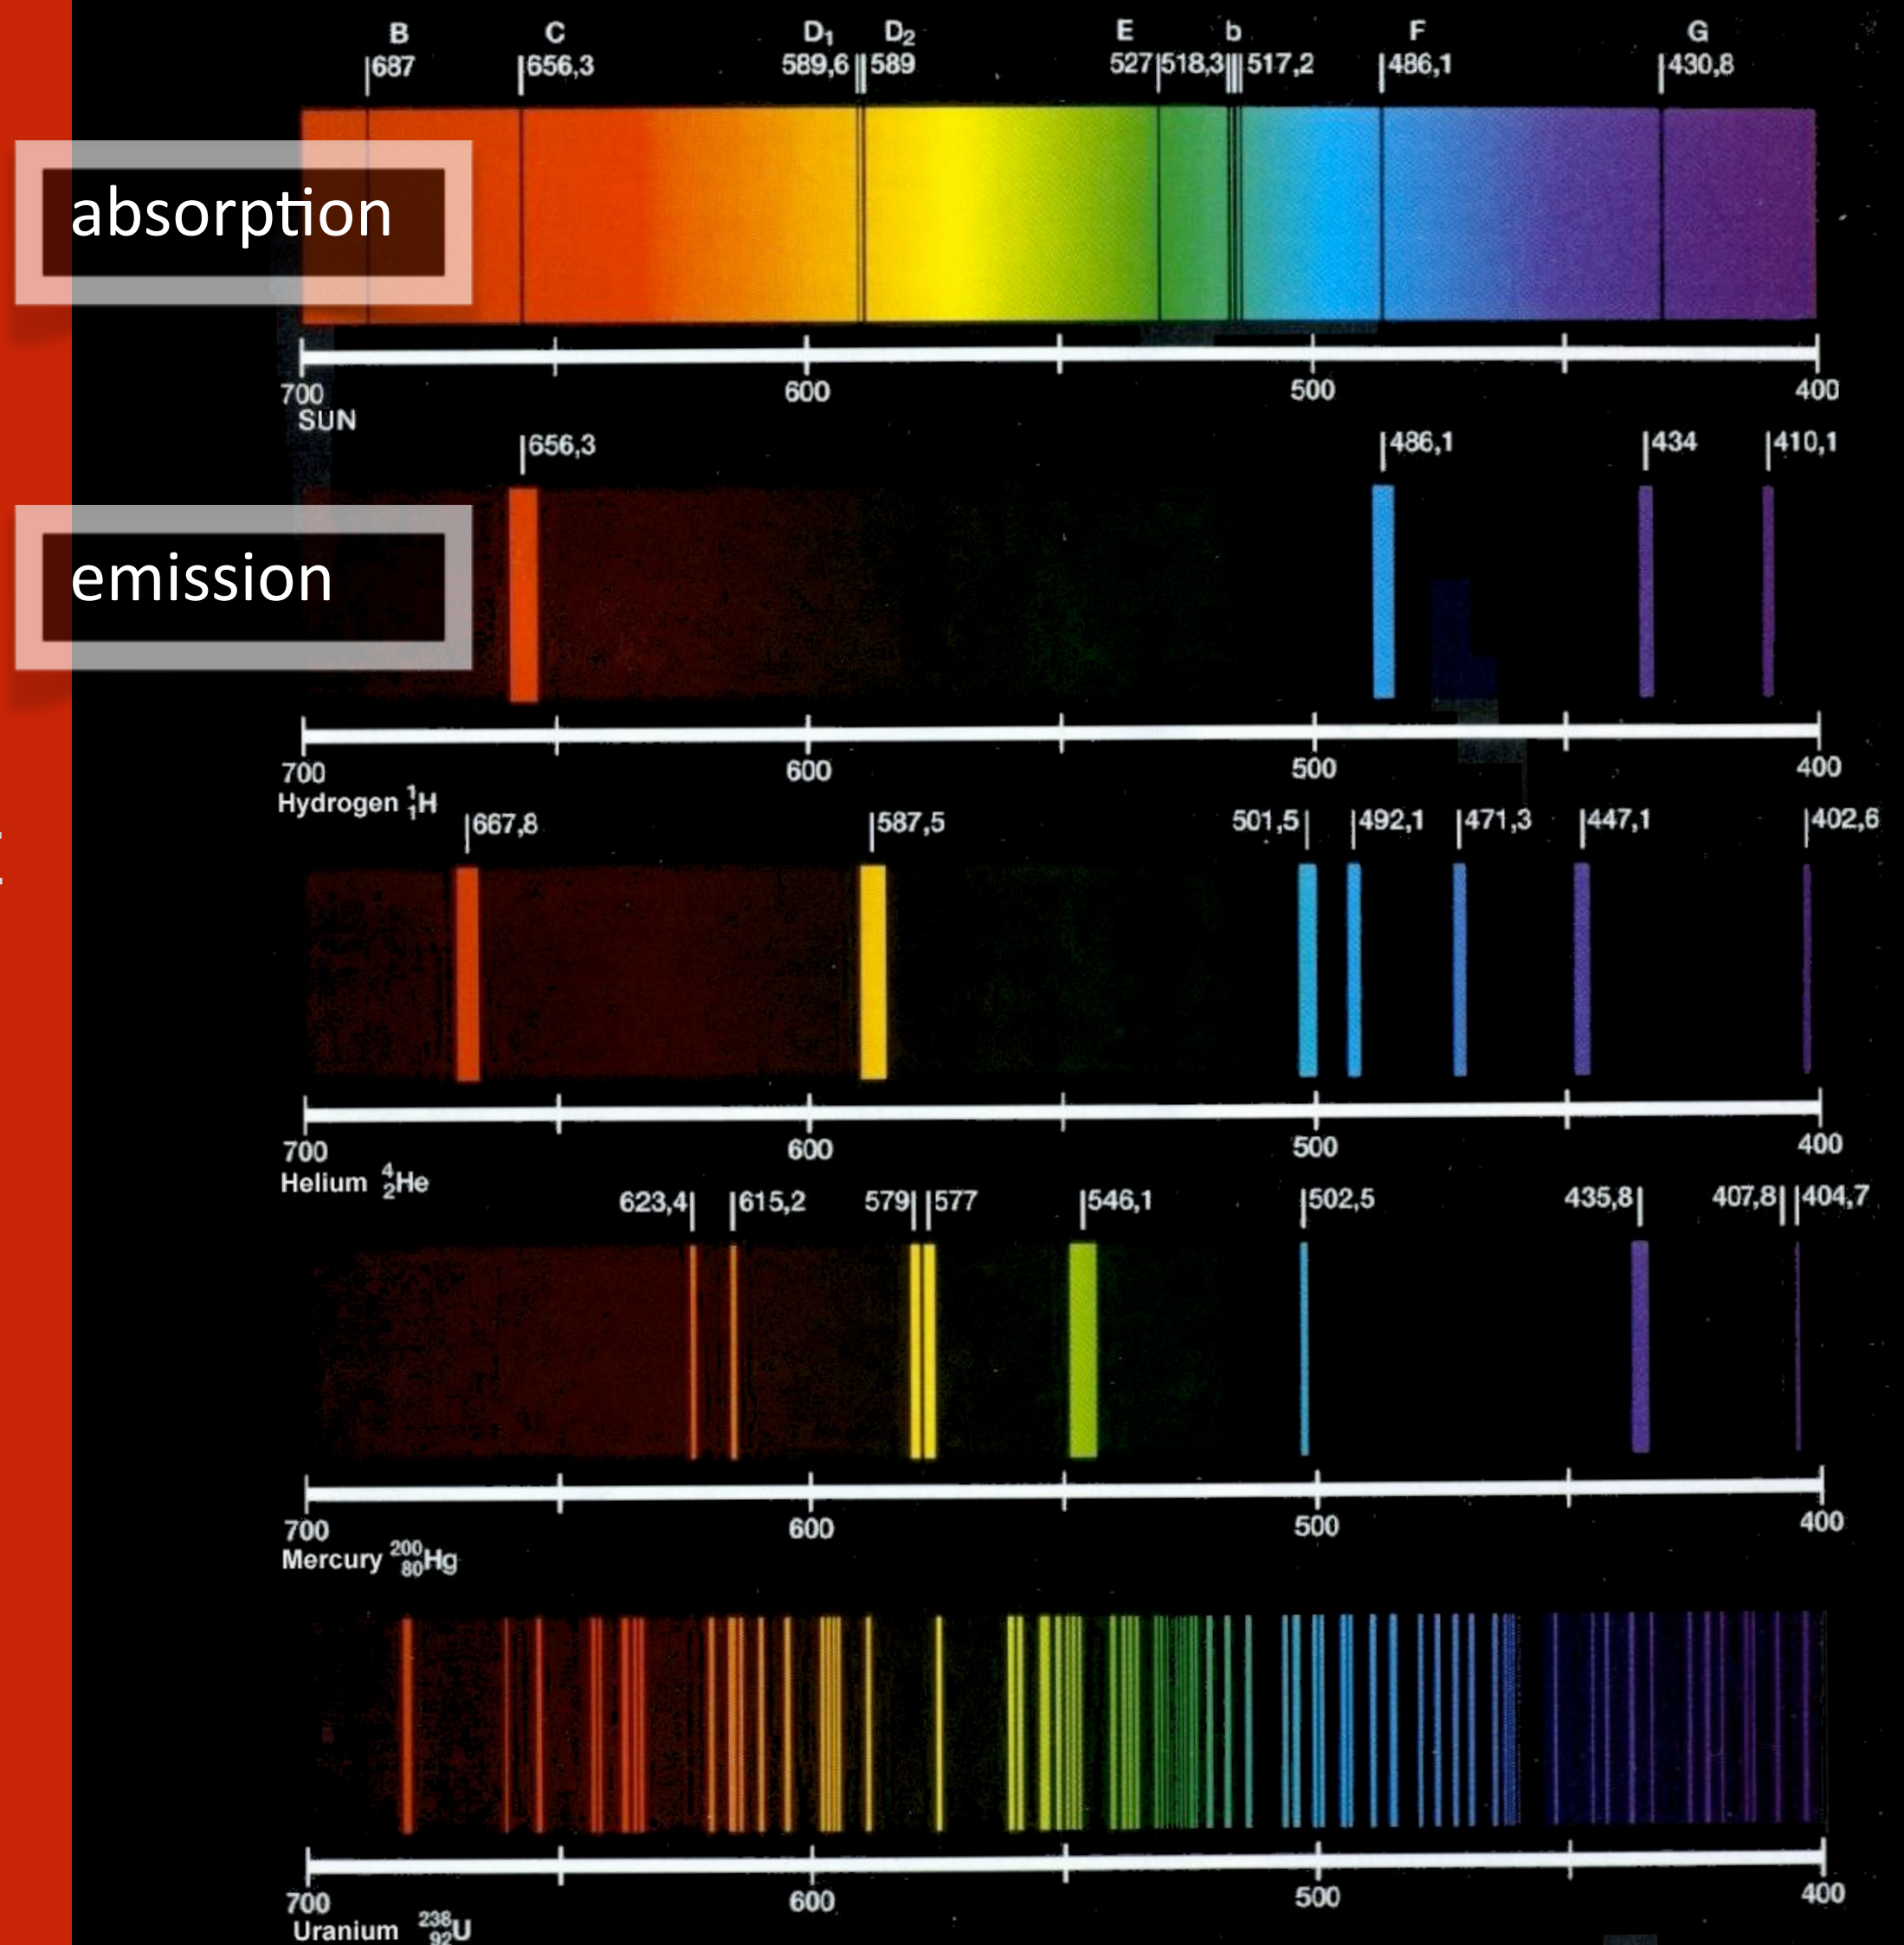 B C D₁ D₂ E b F G
687 656,3 589,6 589 527 518,3 517,2 486,1 430,8
absorption
700 600 500 400
SUN
656,3 486,1 434 410,1
emission
700 600 500 400
Hydrogen ¹₁H
667,8 587,5 501,5 492,1 471,3 447,1 402,6
700 600 500 400
Helium ⁴₂He
623,4 615,2 579 577 546,1 502,5 435,8 407,8 404,7
700 600 500 400
Mercury ²⁰⁰₈₀Hg
700 600 500 400
Uranium ²³⁸₉₂U